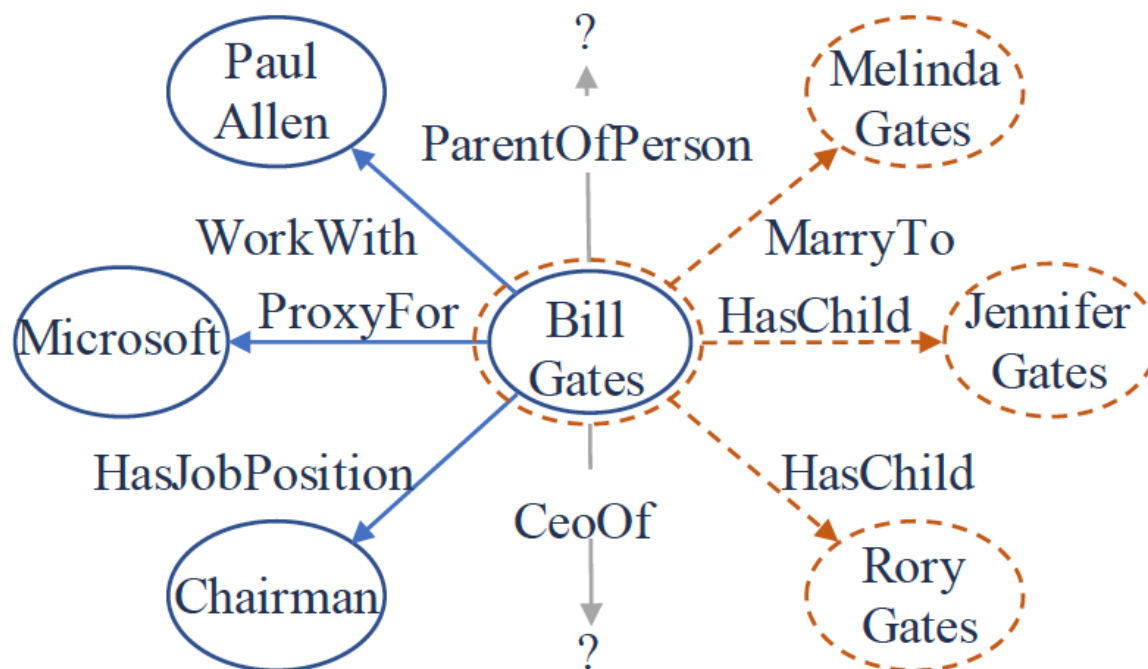 ?
Paul
Allen
Melinda
Gates
ParentOfPerson
WorkWith
MarryTo
Microsoft
ProxyFor
Bill
Gates
HasChild
Jennifer
Gates
HasJobPosition
HasChild
CeoOf
Chairman
Rory
Gates
?